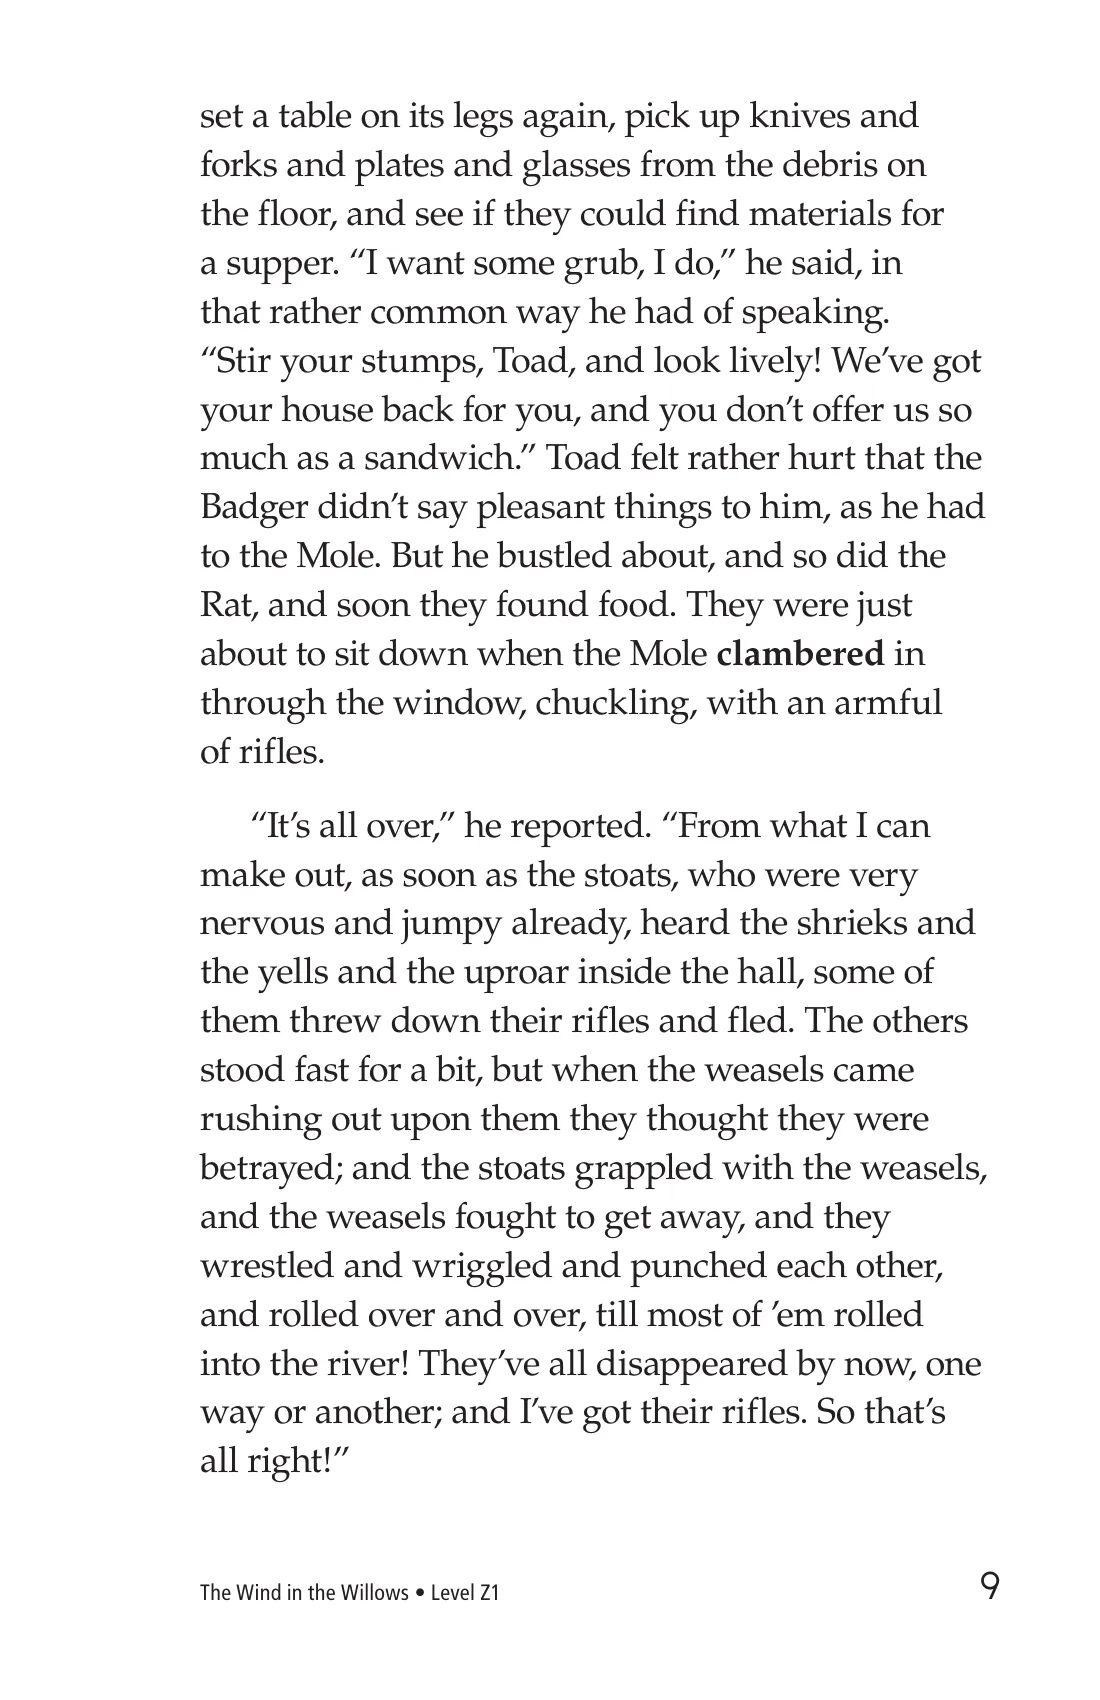 set a table on its legs again, pick up knives and
forks and plates and glasses from the debris on
the floor, and see if they could find materials for
a supper. “I want some grub, I do,” he said, in
that rather common way he had of speaking.
“Stir your stumps, Toad, and look lively! We’ve got
your house back for you, and you don’t offer us so
much as a sandwich.” Toad felt rather hurt that the
Badger didn’t say pleasant things to him, as he had
to the Mole. But he bustled about, and so did the
Rat, and soon they found food. They were just
about to sit down when the Mole clambered in
through the window, chuckling, with an armful
of rifles.
“It’s all over,” he reported. “From what I can
make out, as soon as the stoats, who were very
nervous and jumpy already, heard the shrieks and
the yells and the uproar inside the hall, some of
them threw down their rifles and fled. The others
stood fast for a bit, but when the weasels came
rushing out upon them they thought they were
betrayed; and the stoats grappled with the weasels,
and the weasels fought to get away, and they
wrestled and wriggled and punched each other,
and rolled over and over, till most of ’em rolled
into the river! They’ve all disappeared by now, one
way or another; and I’ve got their rifles. So that’s
all right!”
The Wind in the Willows • Level Z1
9